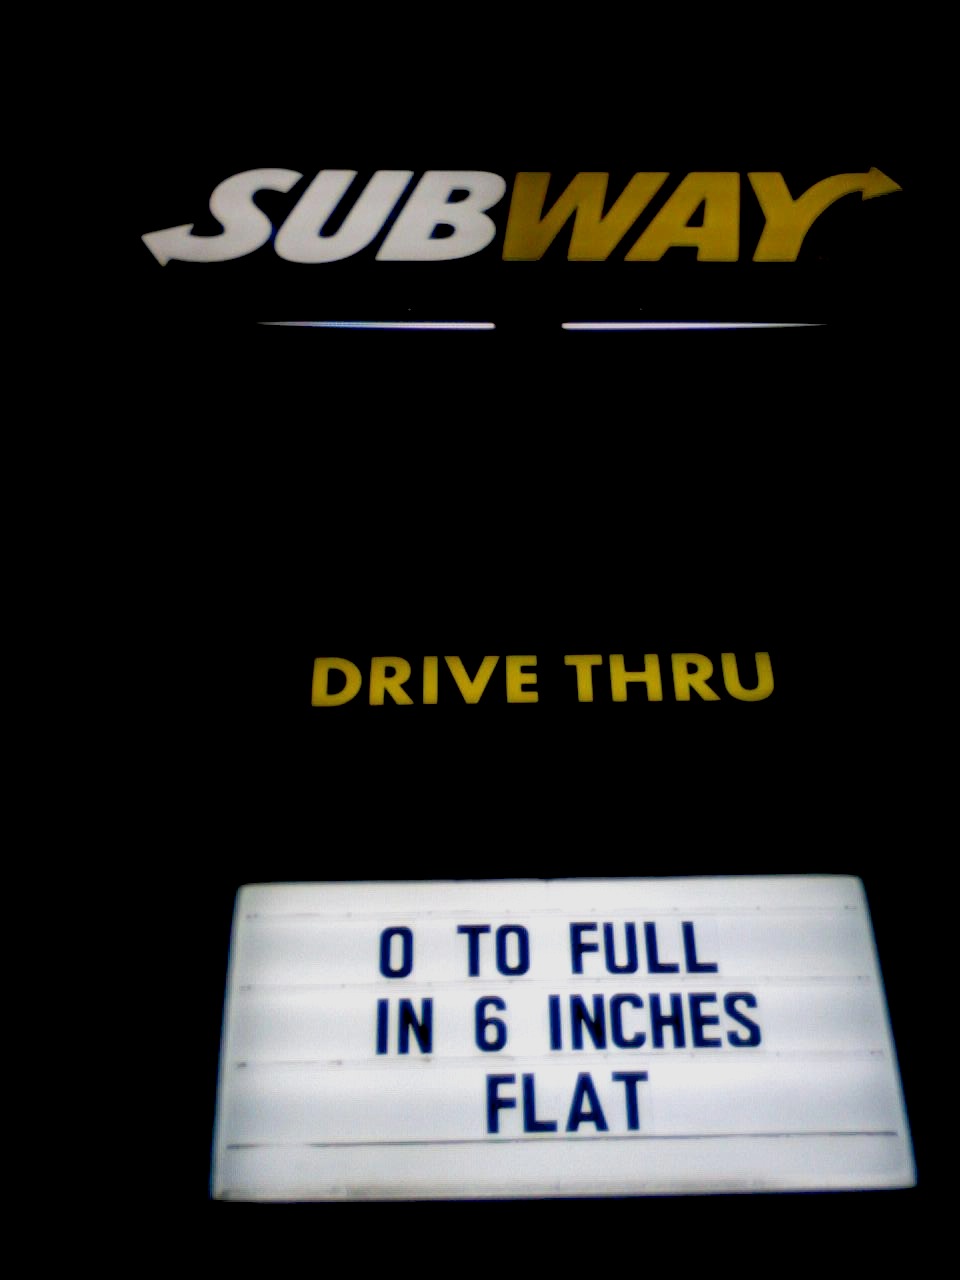 SUBWAY
DRIVE THRU
0 TO FULL
IN 6 INCHES
FLAT